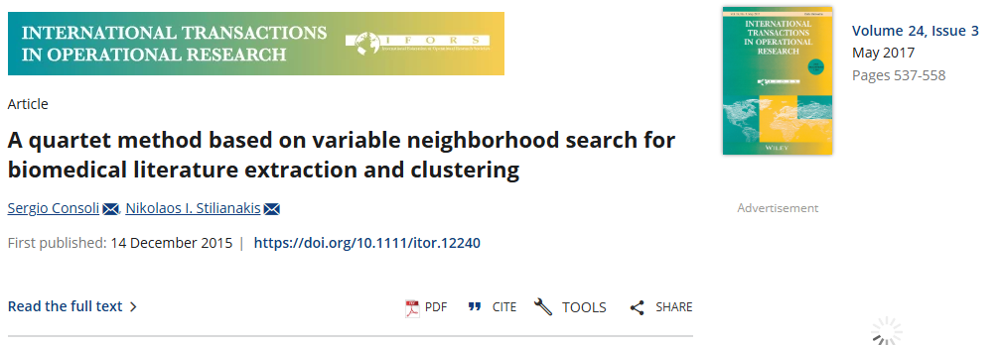 INTERNATIONAL TRANSACTIONS
IN OPERATIONAL RESEARCH
IFORS
Article
A quartet method based on variable neighborhood search for
biomedical literature extraction and clustering
Sergio Consoli, Nikolaos I. Stilianakis
First published: 14 December 2015 | https://doi.org/10.1111/itor.12240
Read the full text >
PDF CITE TOOLS SHARE
INTERNATIONAL
TRANSACTIONS
IN OPERATIONAL
RESEARCH
WILEY
Volume 24, Issue 3
May 2017
Pages 537-558
Advertisement